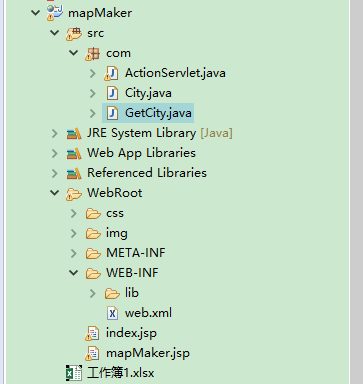 mapMaker
src
com
ActionServlet.java
City.java
GetCity.java
JRE System Library [Java]
Web App Libraries
Referenced Libraries
WebRoot
css
img
META-INF
WEB-INF
lib
web.xml
index.jsp
mapMaker.jsp
工作簿1.xlsx